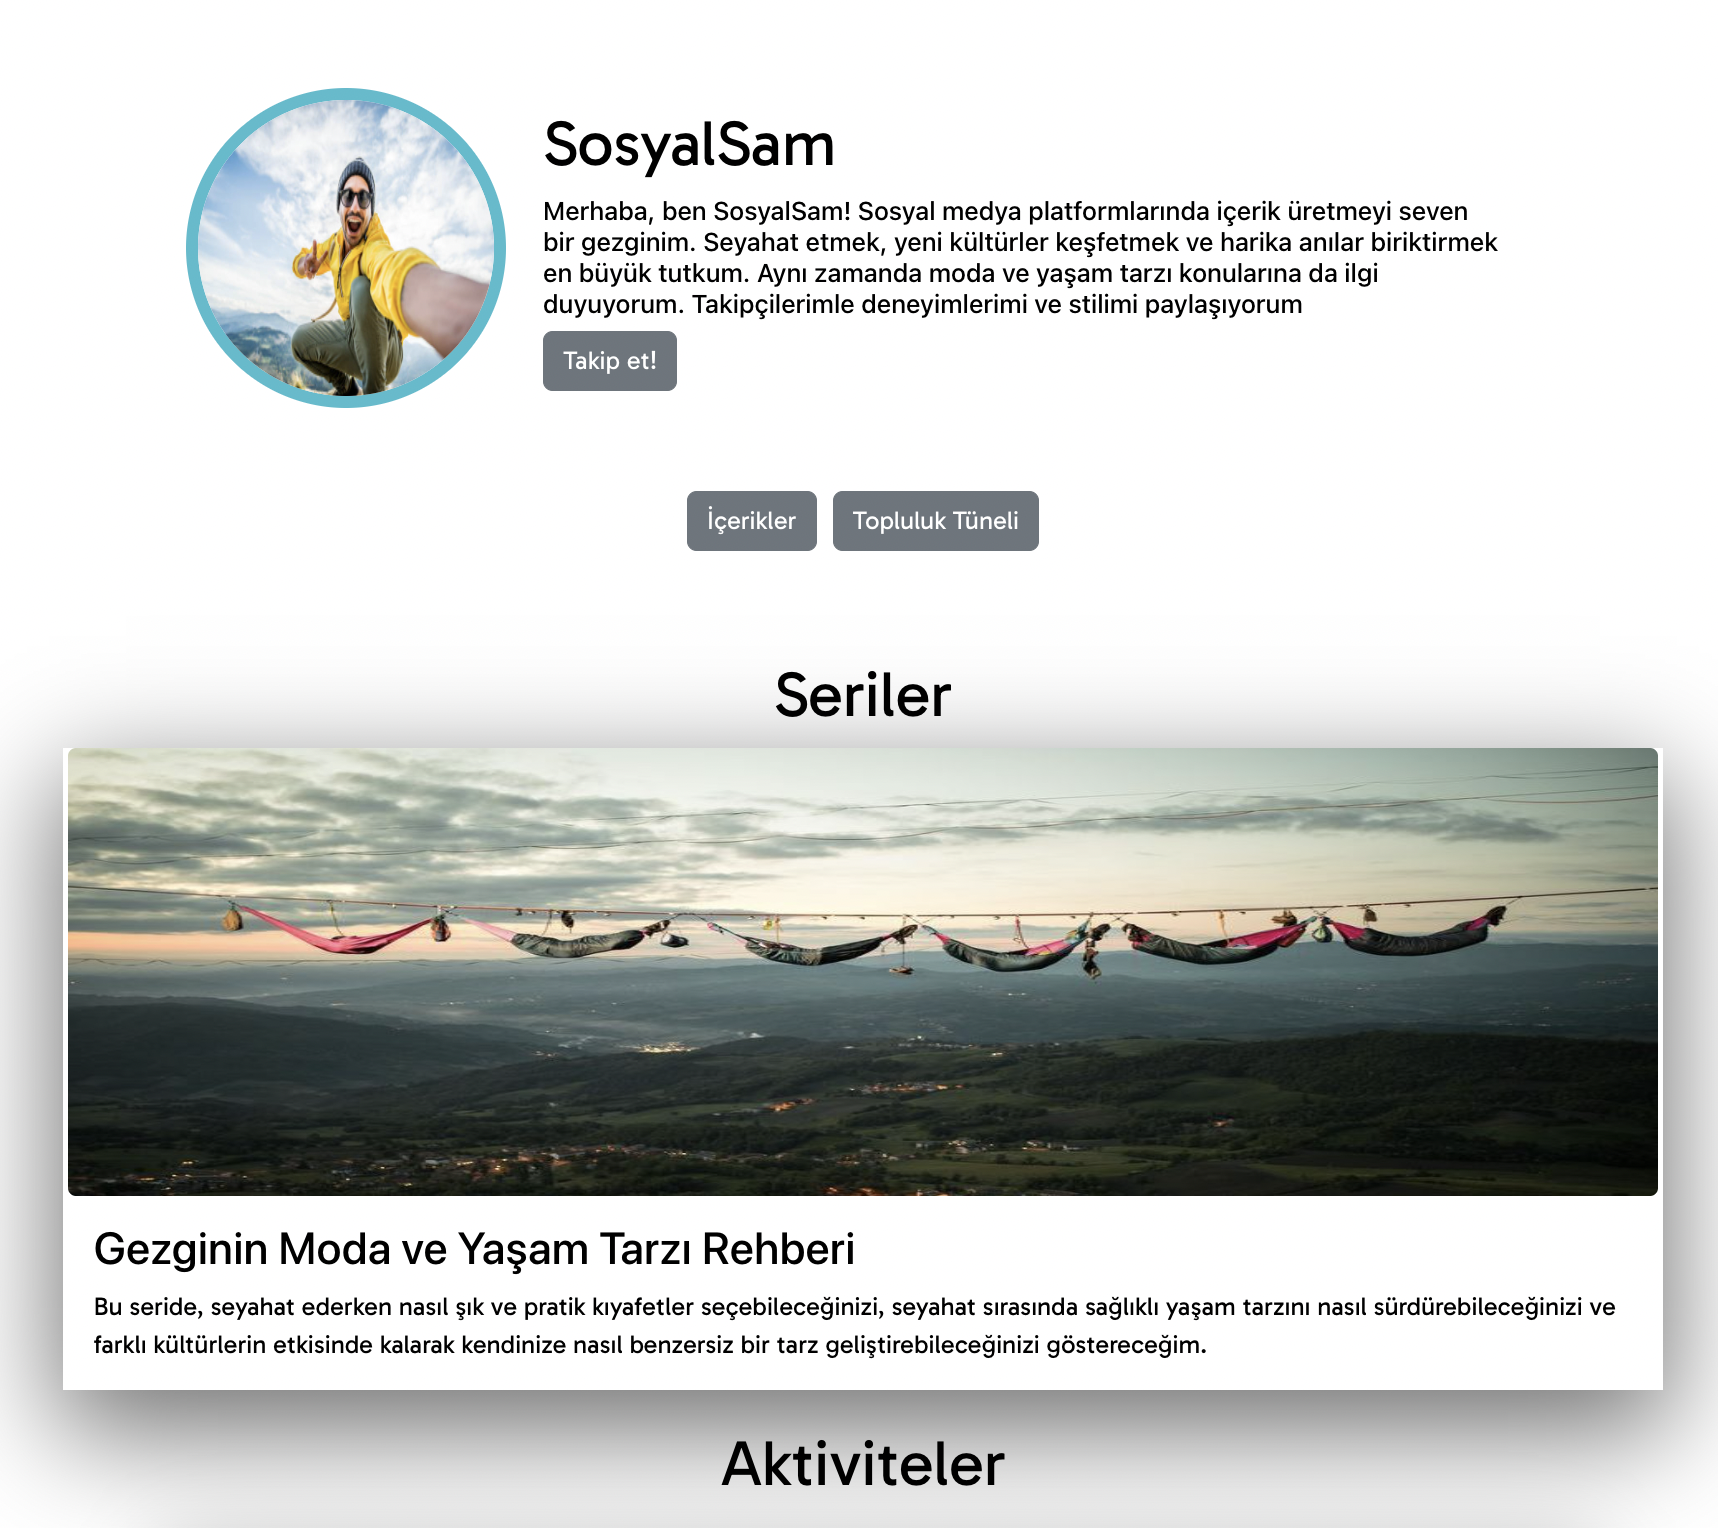 SosyalSam
Merhaba, ben SosyalSam! Sosyal medya platformlarında içerik üretmeyi seven
bir gezginim. Seyahat etmek, yeni kültürler keşfetmek ve harika anılar biriktirmek
en büyük tutkum. Aynı zamanda moda ve yaşam tarzı konularına da ilgi
duyuyorum. Takipçilerimle deneyimlerimi ve stilimi paylaşıyorum
Takip et!
İçerikler
Topluluk Tüneli
Seriler
Gezginin Moda ve Yaşam Tarzı Rehberi
Bu seride, seyahat ederken nasıl şık ve pratik kıyafetler seçebileceğinizi, seyahat sırasında sağlıklı yaşam tarzını nasıl sürdürebileceğinizi ve
farklı kültürlerin etkisinde kalarak kendinize nasıl benzersiz bir tarz geliştirebileceğinizi göstereceğim.
Aktiviteler